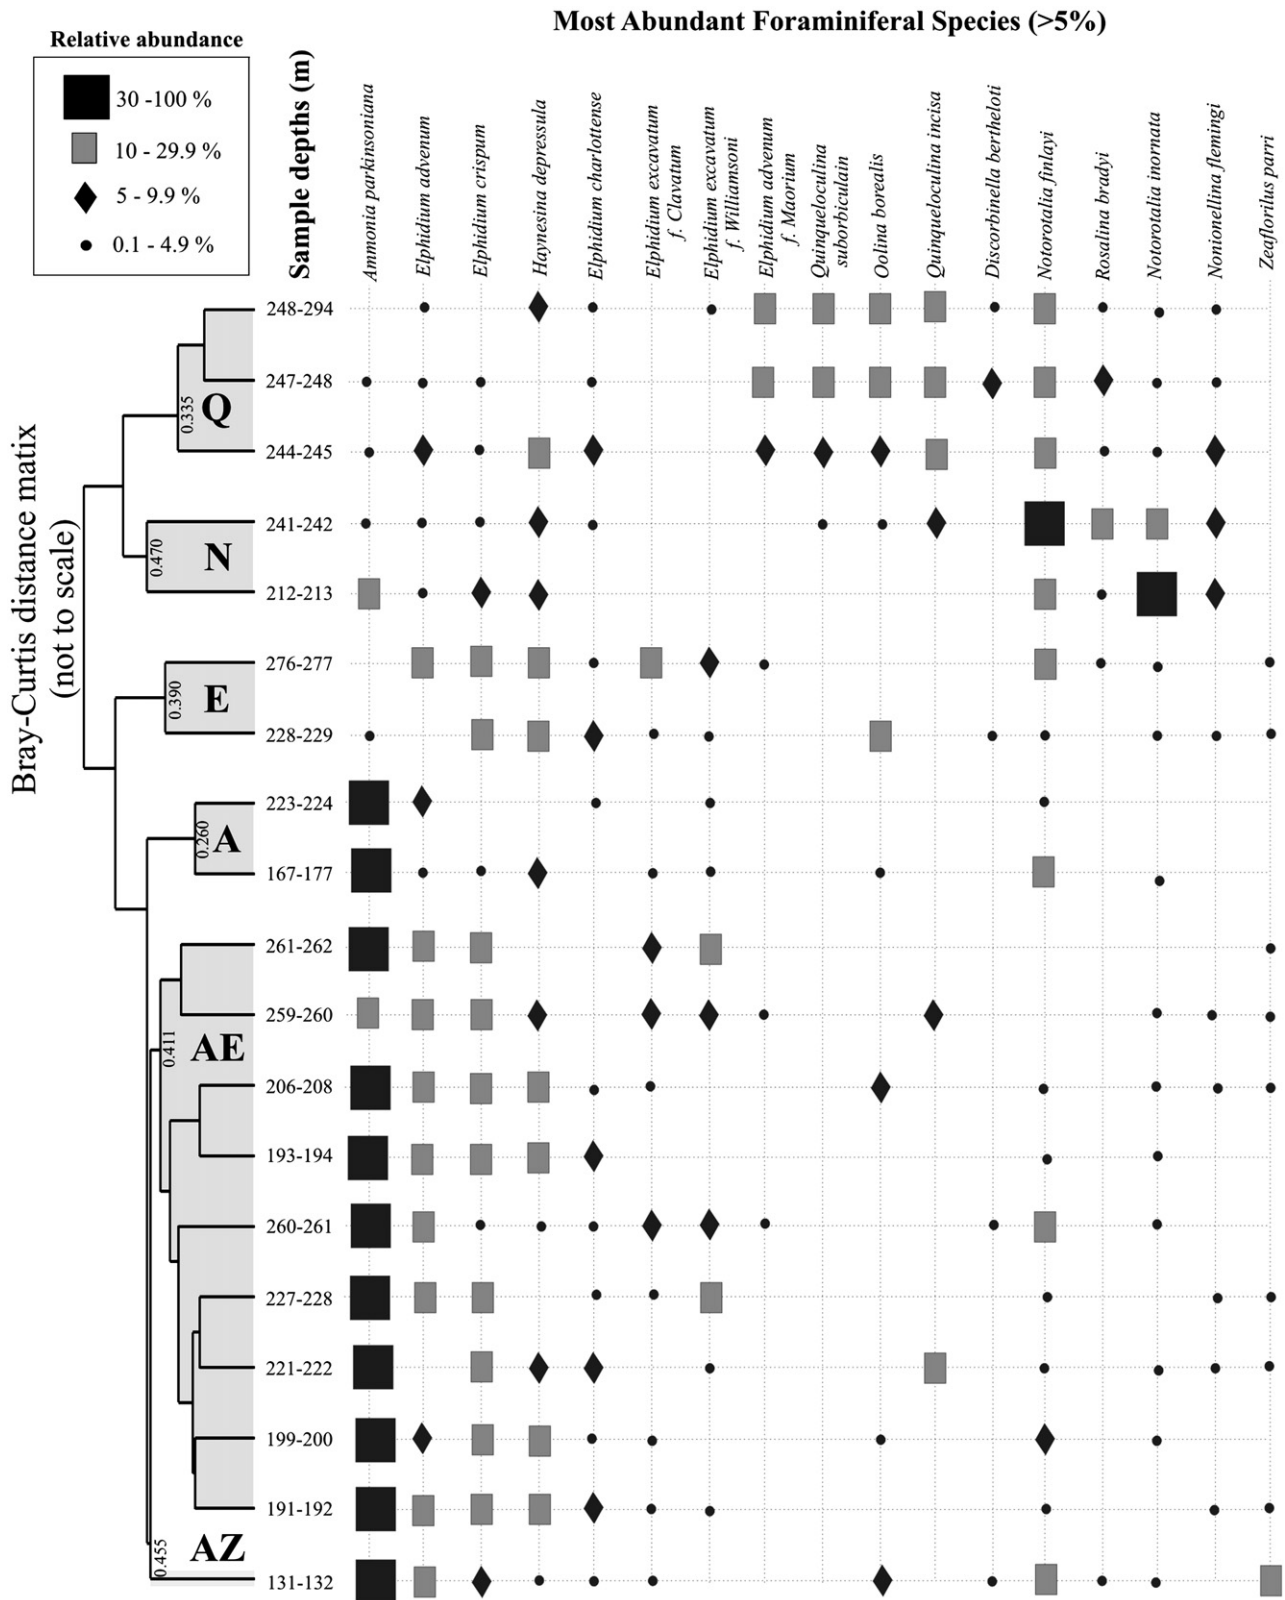 Most Abundant Foraminiferal Species (>5%)
Relative abundance
30 -100 %
10 - 29.9 %
5 - 9.9 %
0.1 - 4.9 %
Sample depths (m)
Ammonia parkinsoniana
Elphidium advenum
Elphidium crispum
Haynesina depressula
Elphidium charlottense
Elphidium excavatum
f. Clavatum
Elphidium excavatum
f. Williamsoni
Elphidium advenum
f. Maorium
Quinqueloculina
suborbiculain
Oolina borealis
Quinqueloculina incisa
Discorbinella bertheloti
Notorotalia finlayi
Rosalina bradyi
Notorotalia inornata
Nonionellina flemingi
Zeaflorilus parri
Bray-Curtis distance matix
(not to scale)
248-294
247-248
0.335
Q
244-245
241-242
0.470
N
212-213
276-277
0.390
E
228-229
223-224
0.260
A
167-177
261-262
259-260
0.411
AE
206-208
193-194
260-261
227-228
221-222
199-200
191-192
0.455
AZ
131-132